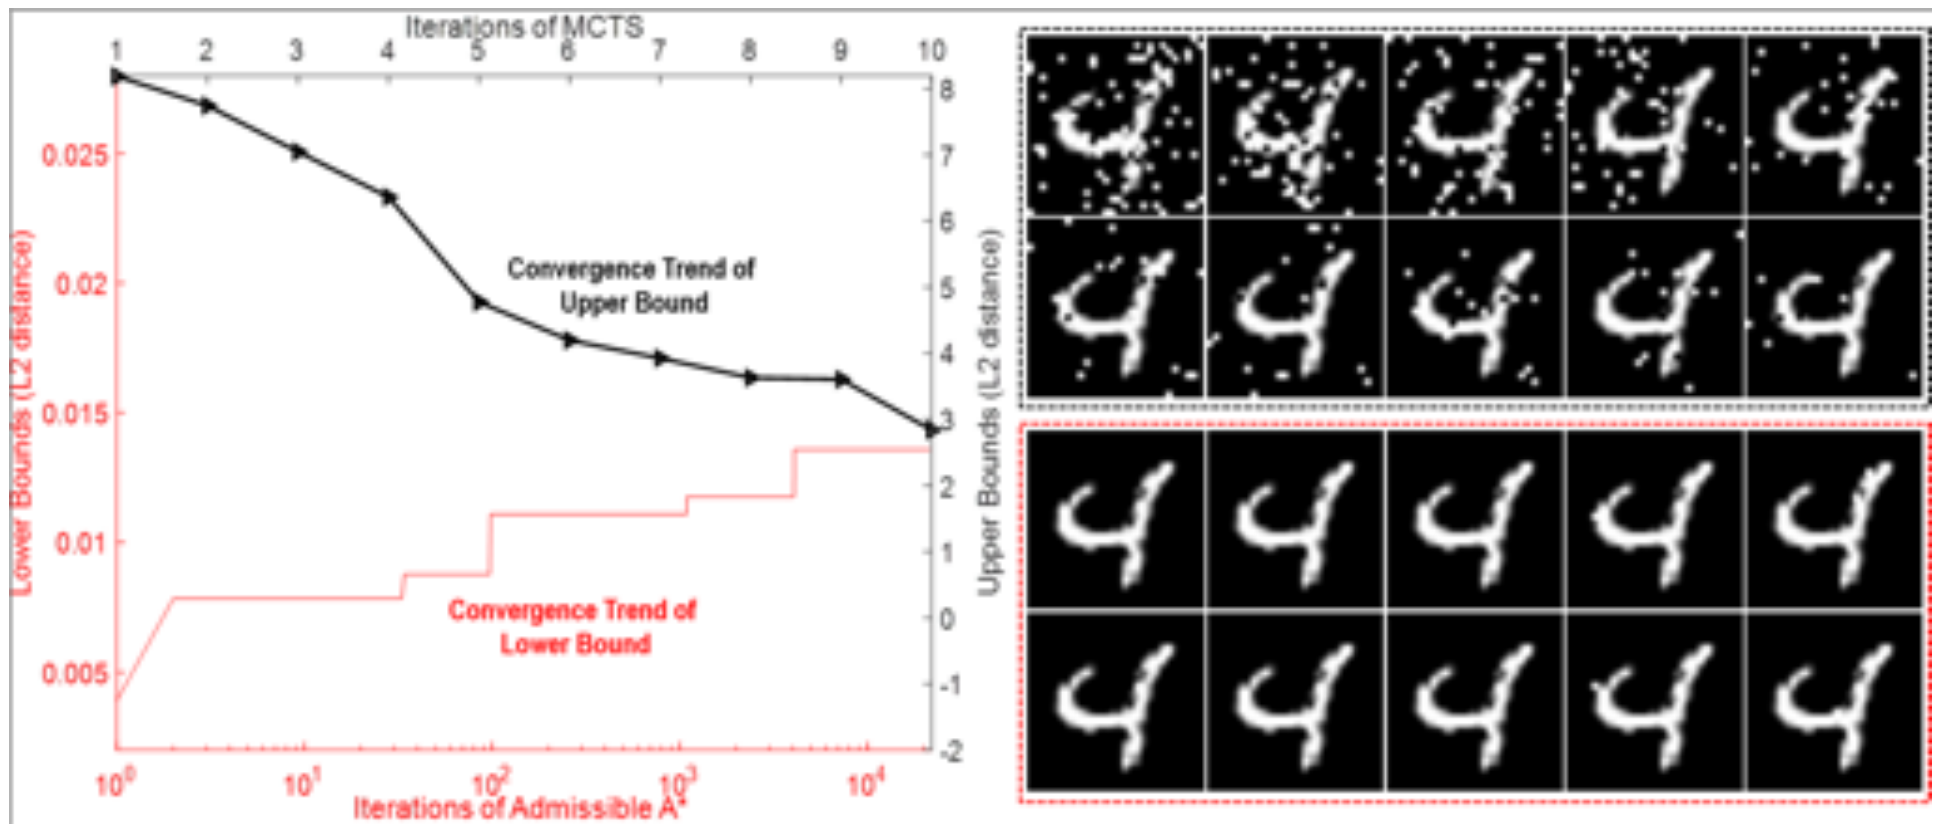 Iterations of MCTS
1 2 3 4 5 6 7 8 9 10
Lower Bounds (L2 distance)
0.025
0.02
0.015
0.01
0.005
Convergence Trend of
Upper Bound
Convergence Trend of
Lower Bound
8
7
6
5
4
3
2
1
0
-1
-2
Upper Bounds (L2 distance)
10⁰ 10¹ 10² 10³ 10⁴
Iterations of Admissible A*